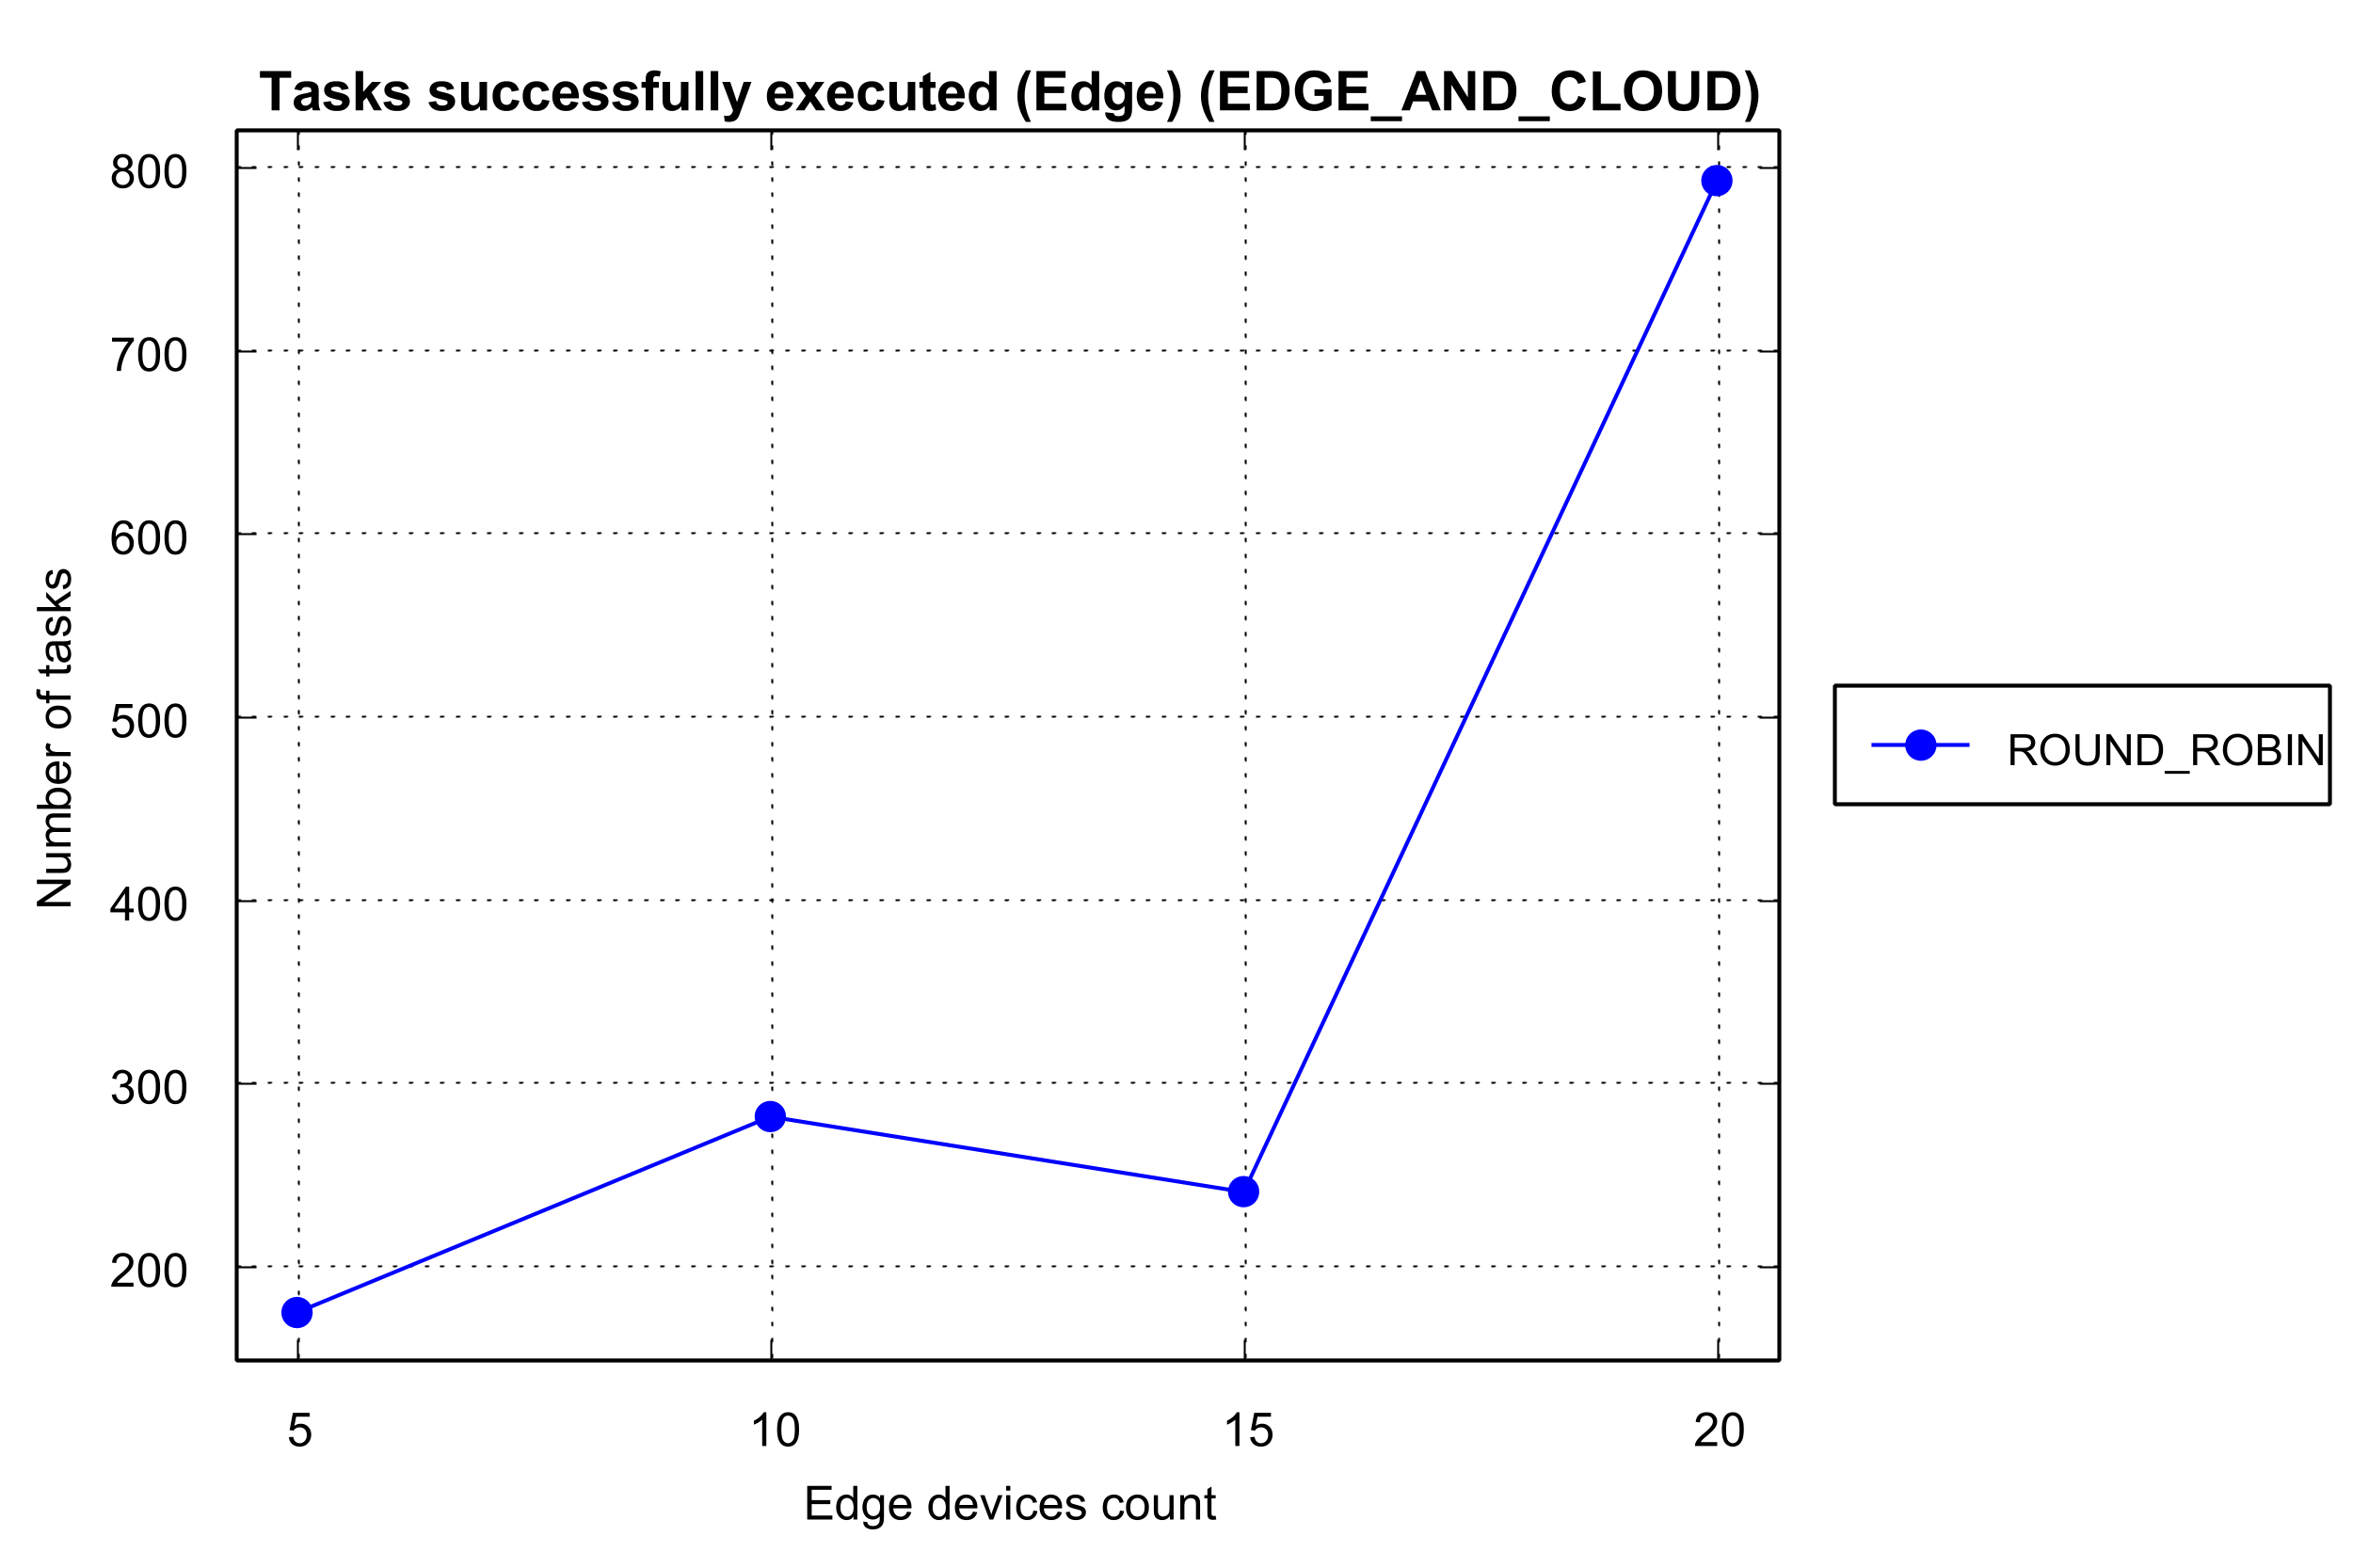 Tasks successfully executed (Edge) (EDGE_AND_CLOUD)
800
700
600
500
400
300
200
Number of tasks
5 10 15 20
Edge devices count
ROUND_ROBIN